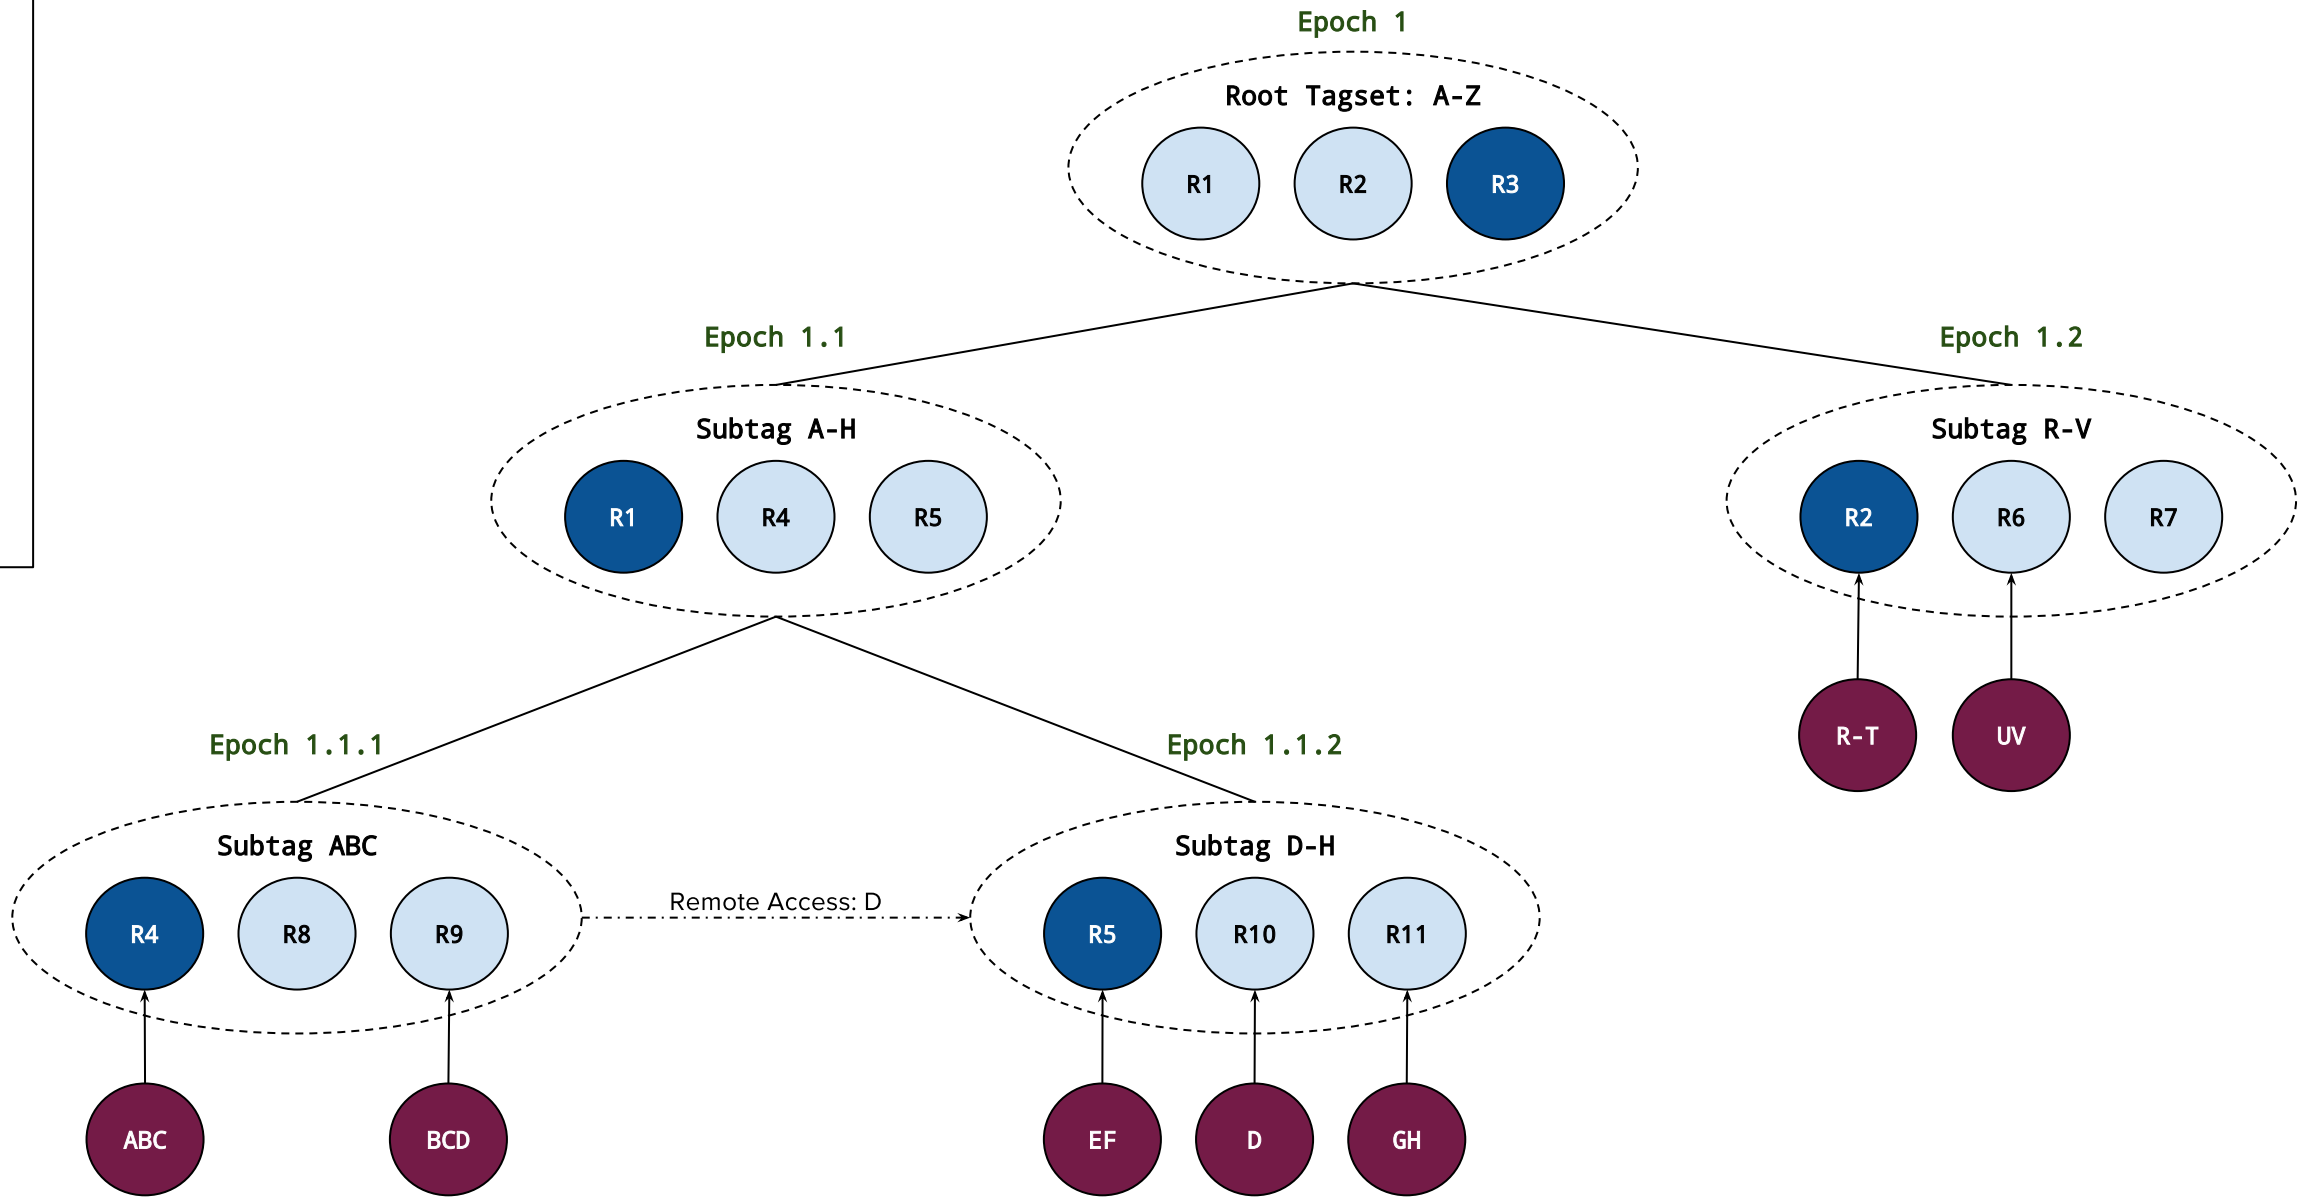 Epoch 1
Root Tagset: A-Z
R1
R2
R3
Epoch 1.1
Epoch 1.2
Subtag A-H
R1
R4
R5
Subtag R-V
R2
R6
R7
R-T
UV
Epoch 1.1.1
Epoch 1.1.2
Subtag ABC
R4
R8
R9
Remote Access: D
Subtag D-H
R5
R10
R11
ABC
BCD
EF
D
GH